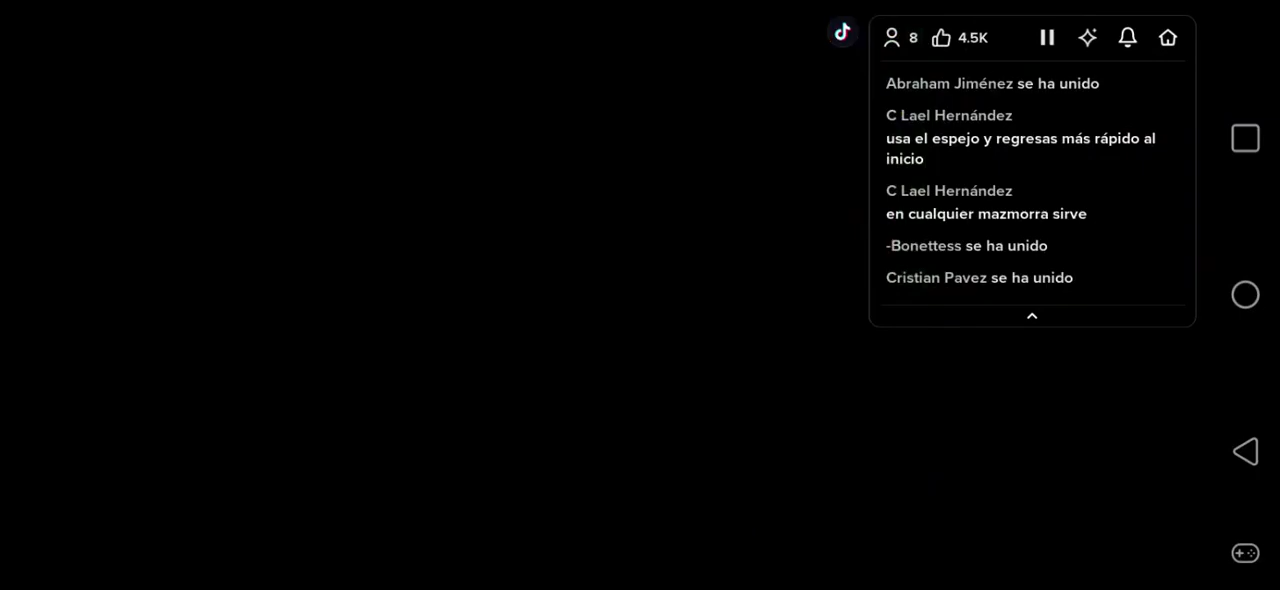 8 4.5K
Abraham Jiménez se ha unido
C Lael Hernández
usa el espejo y regresas más rápido al
inicio
C Lael Hernández
en cualquier mazmorra sirve
-Bonettess se ha unido
Cristian Pavez se ha unido